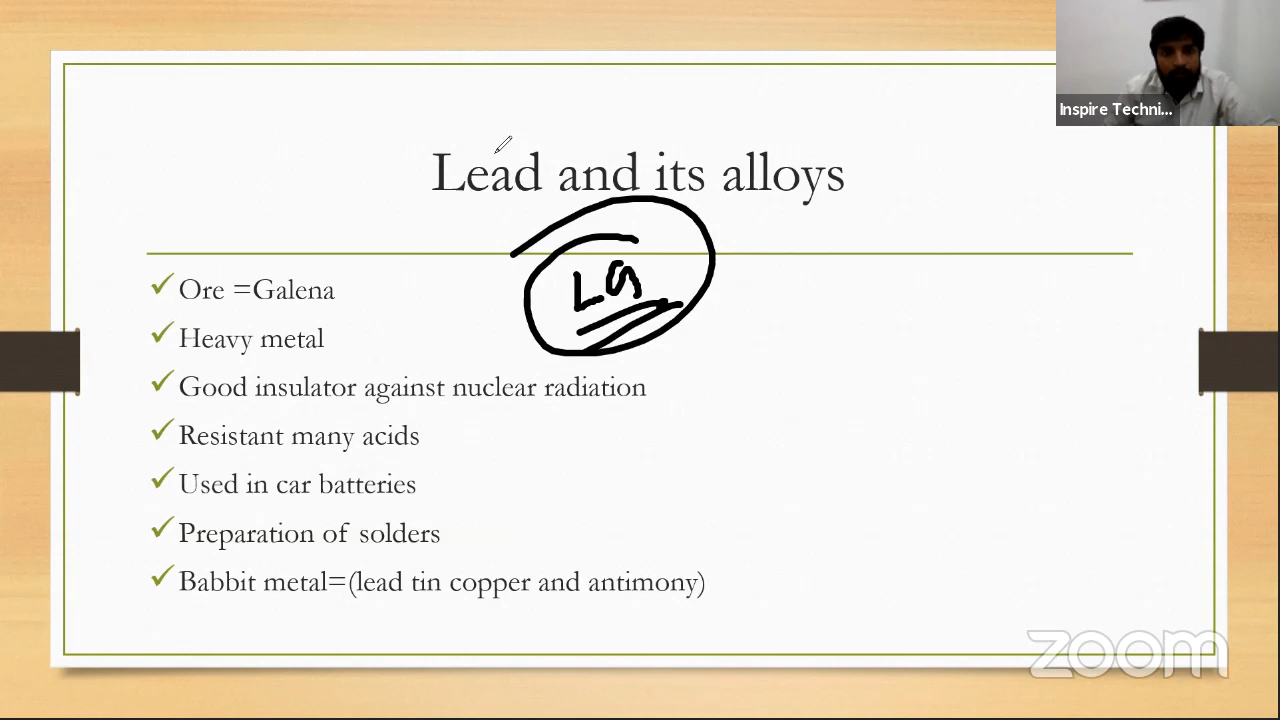 Inspire Techni...
Lead and its alloys
La
Ore =Galena
Heavy metal
Good insulator against nuclear radiation
Resistant many acids
Used in car batteries
Preparation of solders
Babbit metal=(lead tin copper and antimony)
zoom